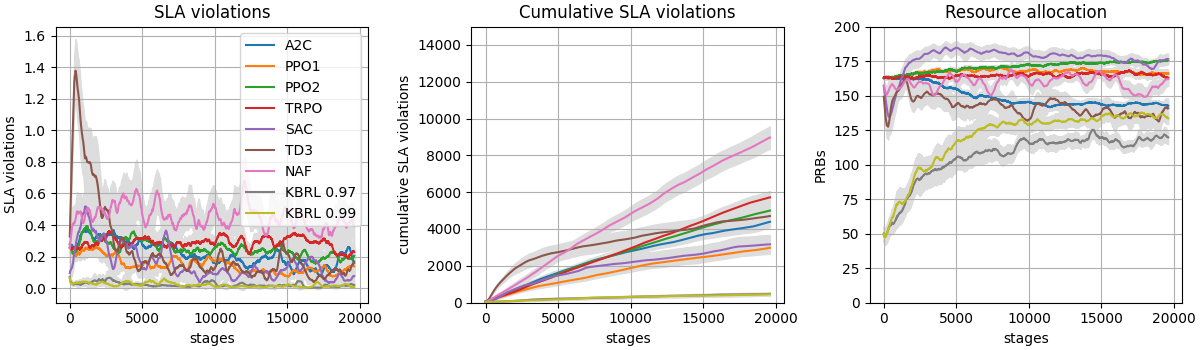 SLA violations
SLA violations
1.6
1.4
1.2
1.0
0.8
0.6
0.4
0.2
0.0
A2C
PPO1
PPO2
TRPO
SAC
TD3
NAF
KBRL 0.97
KBRL 0.99
0 5000 10000 15000 20000
stages
Cumulative SLA violations
cumulative SLA violations
14000
12000
10000
8000
6000
4000
2000
0
0 5000 10000 15000 20000
stages
Resource allocation
PRBs
200
175
150
125
100
75
50
25
0
0 5000 10000 15000 20000
stages